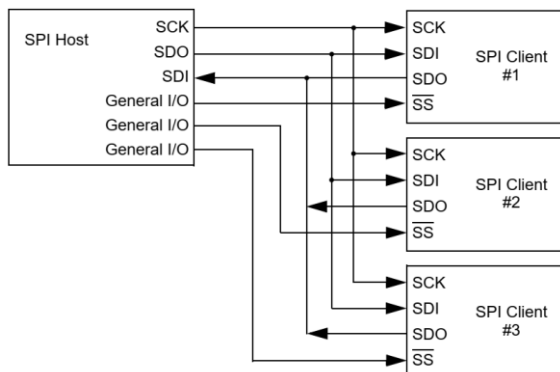 SPI Host
SCK
SDO
SDI
General I/O
General I/O
General I/O
SCK
SDI
SDO
SS
SPI Client
#1
SCK
SDI
SDO
SS
SPI Client
#2
SCK
SDI
SDO
SS
SPI Client
#3